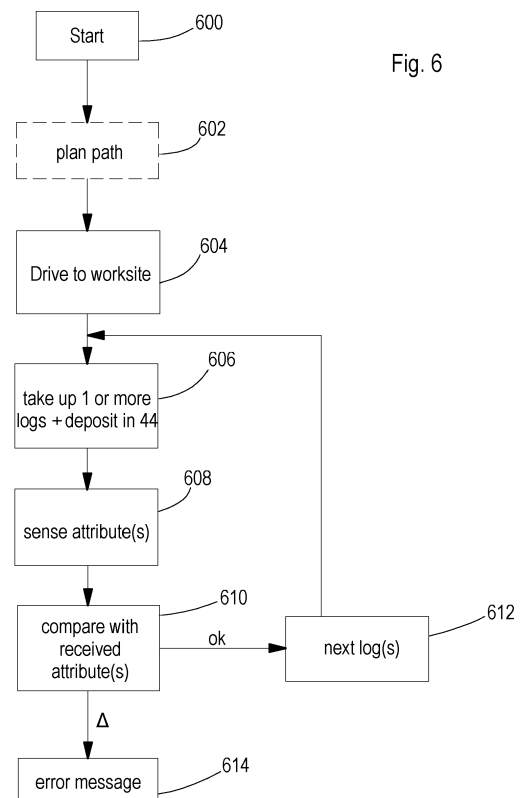 600
Start
Fig. 6
602
plan path
604
Drive to worksite
606
take up 1 or more
logs + deposit in 44
608
sense attribute(s)
610
compare with
received
attribute(s)
ok
612
next log(s)
Δ
614
error message